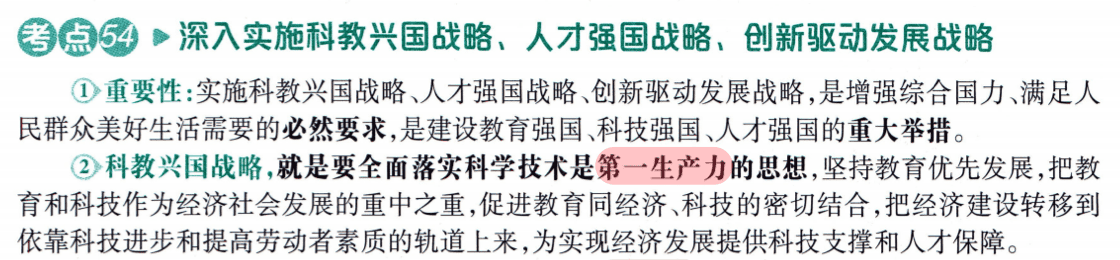 考点54 ▶ 深入实施科教兴国战略、人才强国战略、创新驱动发展战略
①重要性:实施科教兴国战略、人才强国战略、创新驱动发展战略,是增强综合国力、满足人
民群众美好生活需要的必然要求,是建设教育强国、科技强国、人才强国的重大举措。
②科教兴国战略,就是要全面落实科学技术是第一生产力的思想,坚持教育优先发展,把教
育和科技作为经济社会发展的重中之重,促进教育同经济、科技的密切结合,把经济建设转移到
依靠科技进步和提高劳动者素质的轨道上来,为实现经济发展提供科技支撑和人才保障。